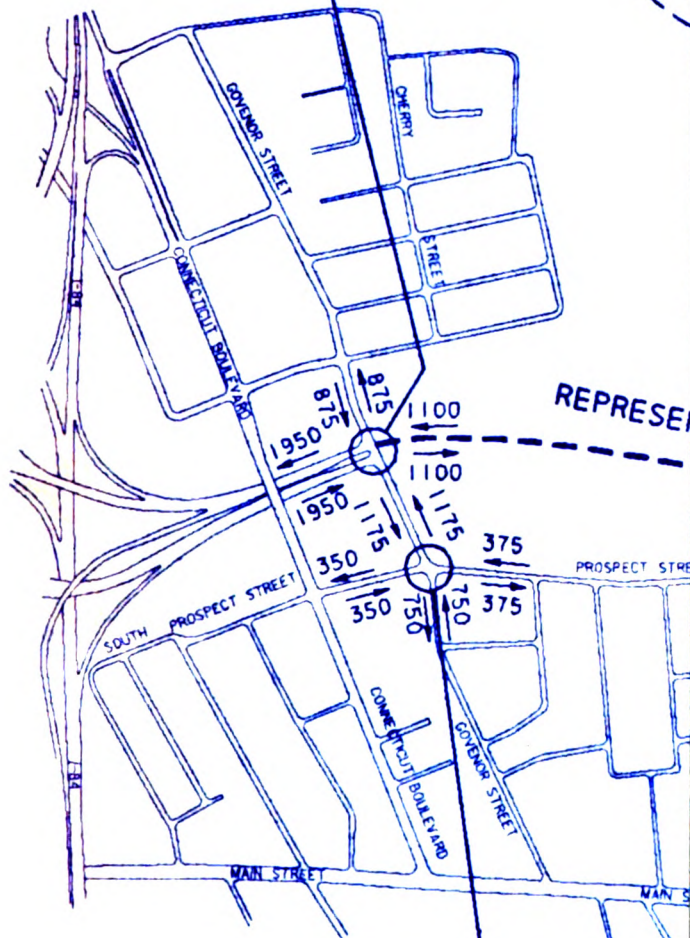 GOVENOR STREET
CHERRY
STREET
I-84
CONNECTICUT BOULEVARD
875
875
1100
REPRESE
1950
1100
1950
1175
1175
375
350
PROSPECT STRE
375
350
750
750
SOUTH PROSPECT STREET
CONNECTICUT BOULEVARD
GOVENOR STREET
I-84
MAIN STREET
MAIN S